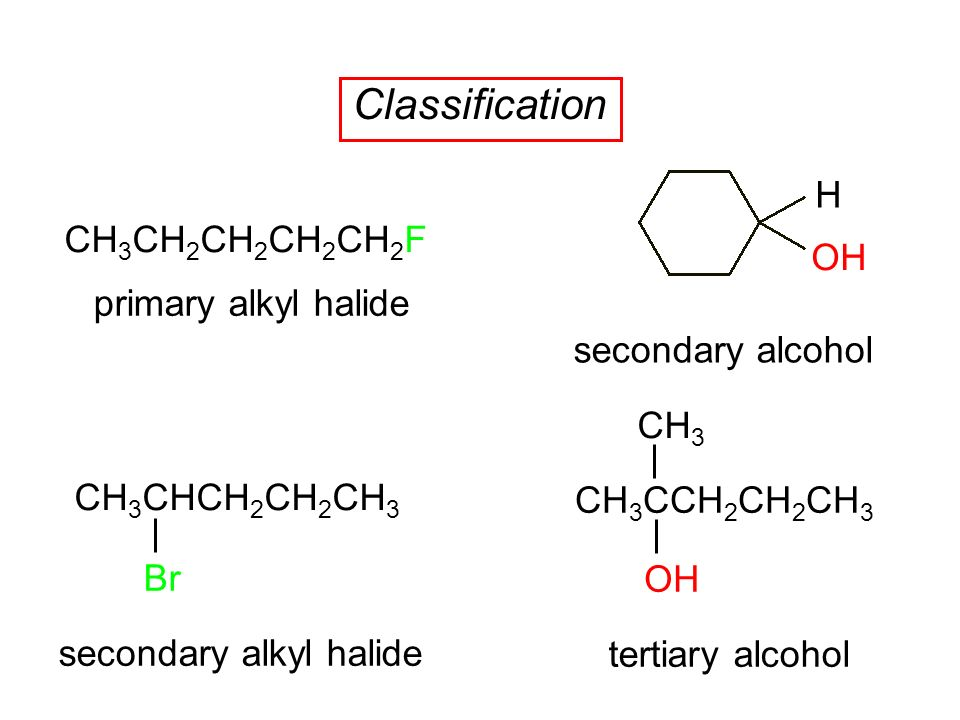 Classification
CH₃CH₂CH₂CH₂CH₂F
primary alkyl halide
H
OH
secondary alcohol
CH₃CHCH₂CH₂CH₃
Br
secondary alkyl halide
CH₃
CH₃CCH₂CH₂CH₃
OH
tertiary alcohol